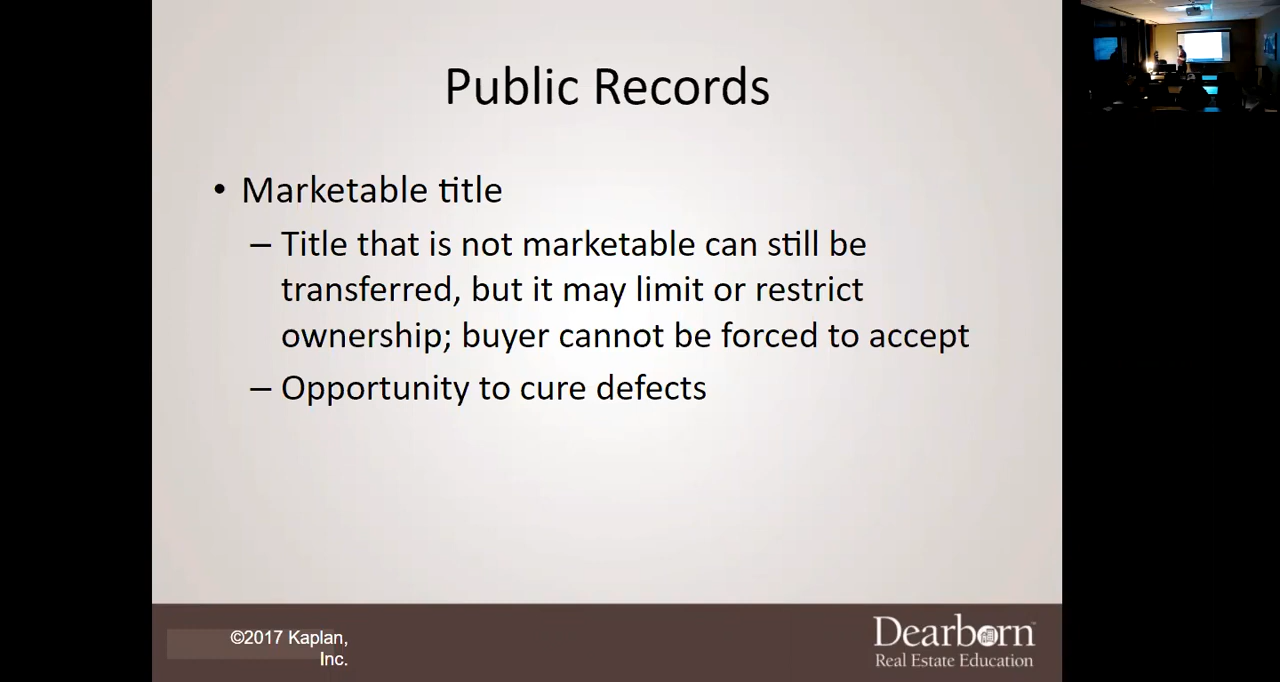 Public Records
• Marketable title
– Title that is not marketable can still be
transferred, but it may limit or restrict
ownership; buyer cannot be forced to accept
– Opportunity to cure defects
©2017 Kaplan,
Inc.
Dearborn™
Real Estate Education